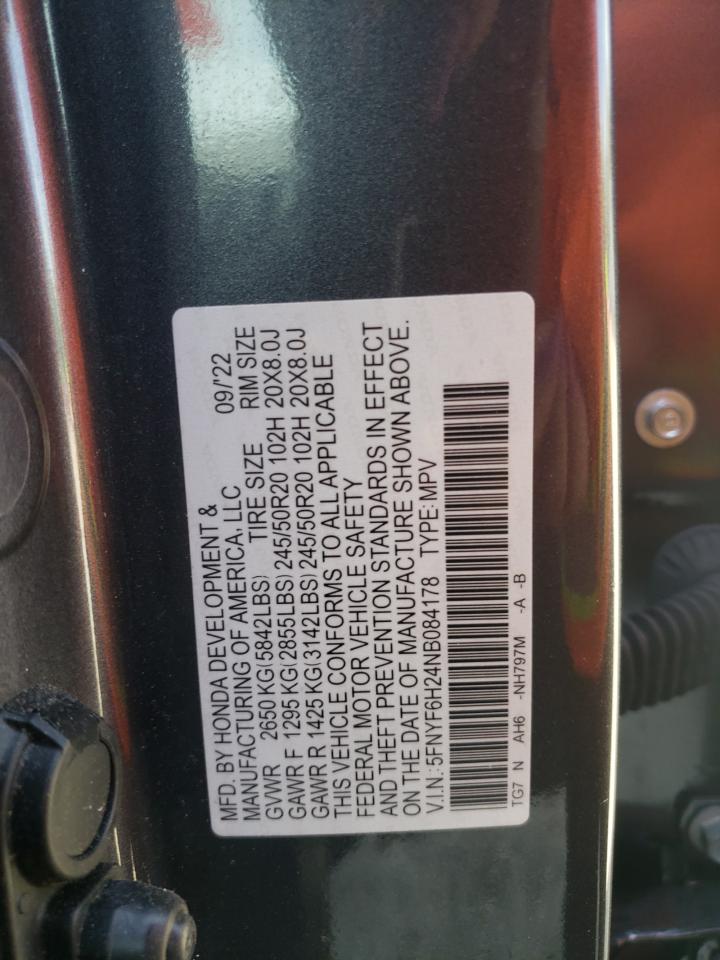 MFD. BY HONDA DEVELOPMENT &
MANUFACTURING OF AMERICA, LLC 09/'22
GVWR 2650 KG(5842LBS) TIRE SIZE RIM SIZE
GAWR F 1295 KG(2855LBS) 245/50R20 102H 20X8.0J
GAWR R 1425 KG(3142LBS) 245/50R20 102H 20X8.0J
THIS VEHICLE CONFORMS TO ALL APPLICABLE
FEDERAL MOTOR VEHICLE SAFETY
AND THEFT PREVENTION STANDARDS IN EFFECT
ON THE DATE OF MANUFACTURE SHOWN ABOVE.
V.I.N.: 5FNYF6H24NB084178 TYPE: MPV
TG7 N AH6 -NH797M -A -B